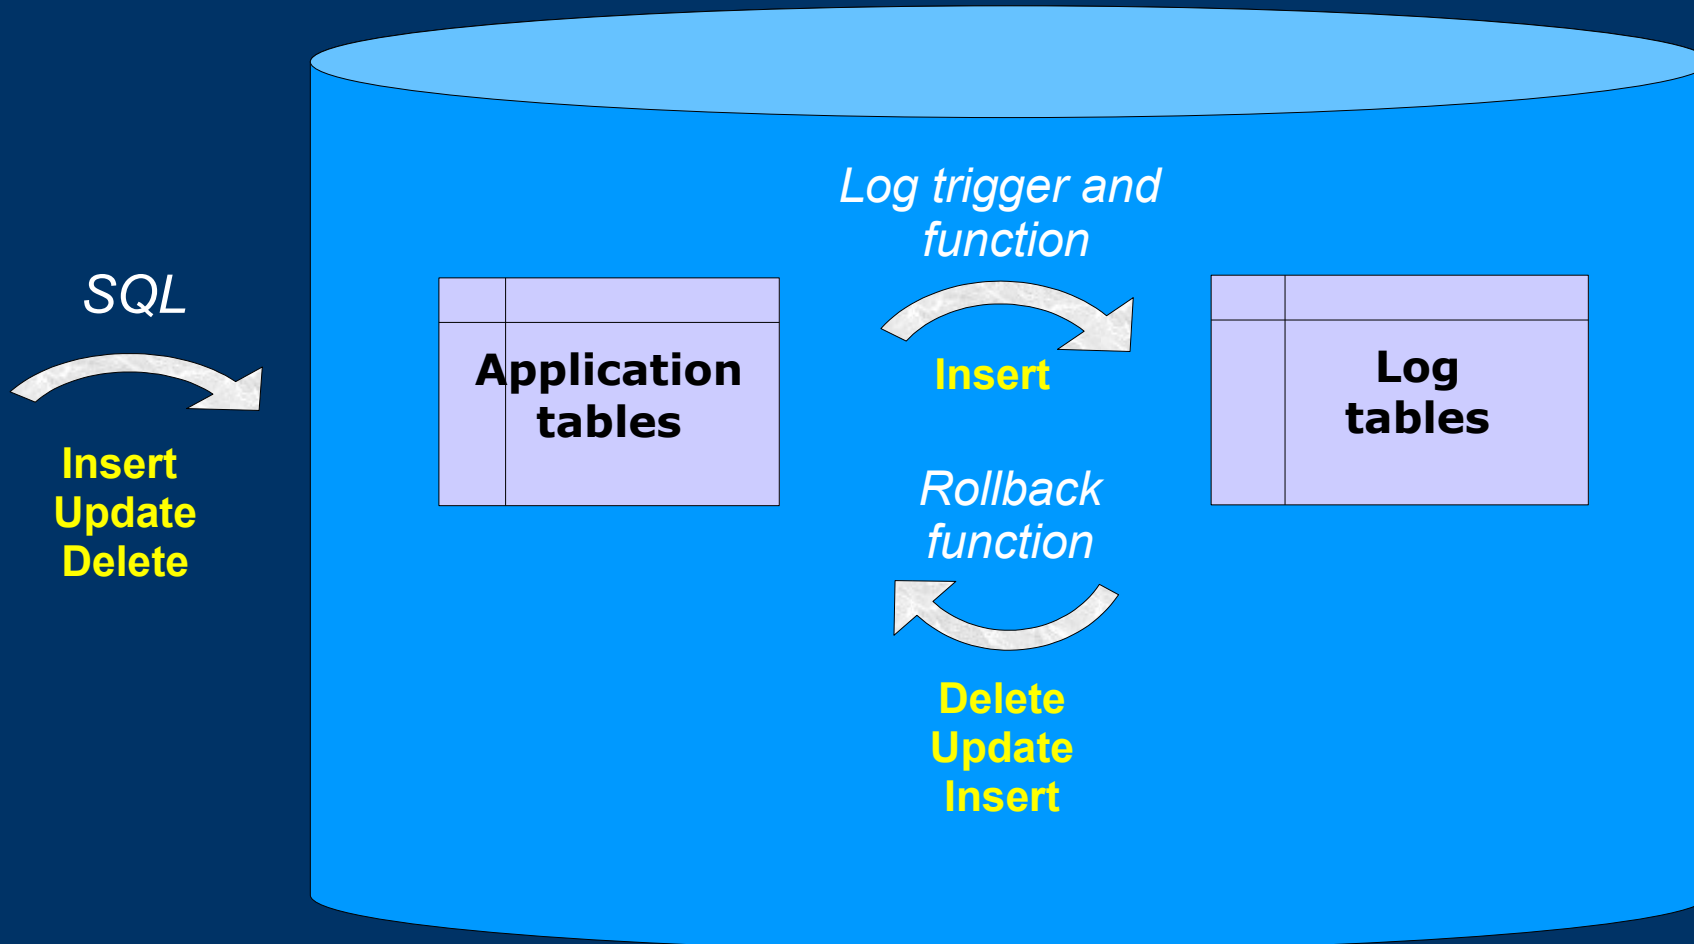 SQL
Insert
Update
Delete
Application
tables
Log trigger and
function
Insert
Rollback
function
Delete
Update
Insert
Log
tables